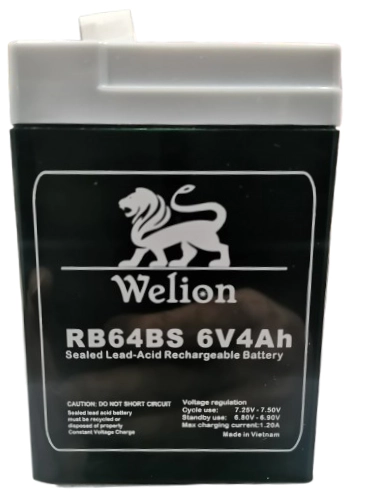 Welion
RB64BS 6V4Ah
Sealed Lead-Acid Rechargeable Battery
CAUTION: DO NOT SHORT CIRCUIT
Sealed lead acid battery
must be recycled or
disposed of properly
Constant Voltage Charge
Voltage regulation
Cycle use: 7.25V - 7.50V
Standby use: 6.80V - 6.90V
Max charging current:1.20A
Made in Vietnam